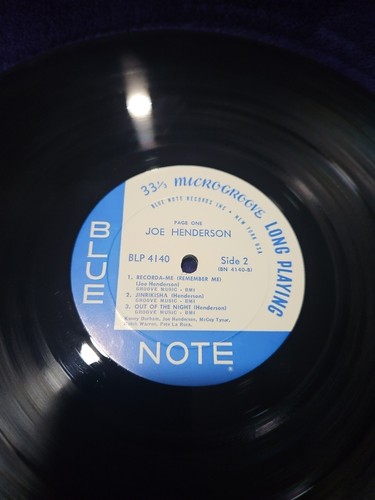 33⅓ MICROGROOVE LONG PLAYING
BLUE NOTE RECORDS INC • NEW YORK USA
PAGE ONE
JOE HENDERSON
BLP 4140 Side 2
(BN 4140-B)
1. RECORDA-ME (REMEMBER ME)
(Joe Henderson)
GROOVE MUSIC - BMI
2. JINRIKISHA (Henderson)
GROOVE MUSIC - BMI
3. OUT OF THE NIGHT (Henderson)
GROOVE MUSIC - BMI
Kenny Dorham, Joe Henderson, McCoy Tyner,
Butch Warren, Pete La Roca.
BLUE
NOTE®